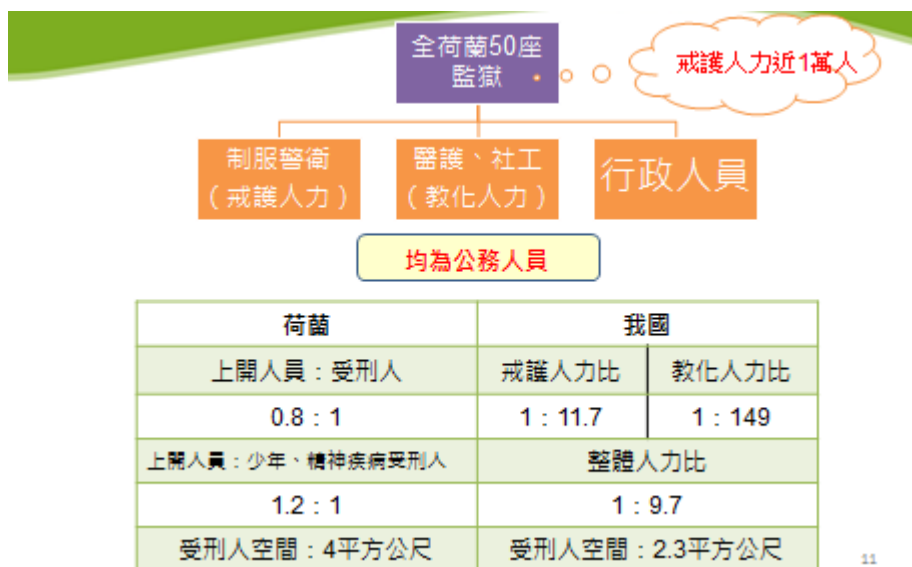 全荷蘭50座
監獄
戒護人力近1萬人
制服警衛
（戒護人力）
醫護、社工
（教化人力）
行政人員
均為公務人員
荷蘭
我國
上開人員：受刑人
戒護人力比
教化人力比
0.8：1
1：11.7
1：149
上開人員：少年、精神疾病受刑人
整體人力比
1.2：1
1：9.7
受刑人空間：4平方公尺
受刑人空間：2.3平方公尺
11